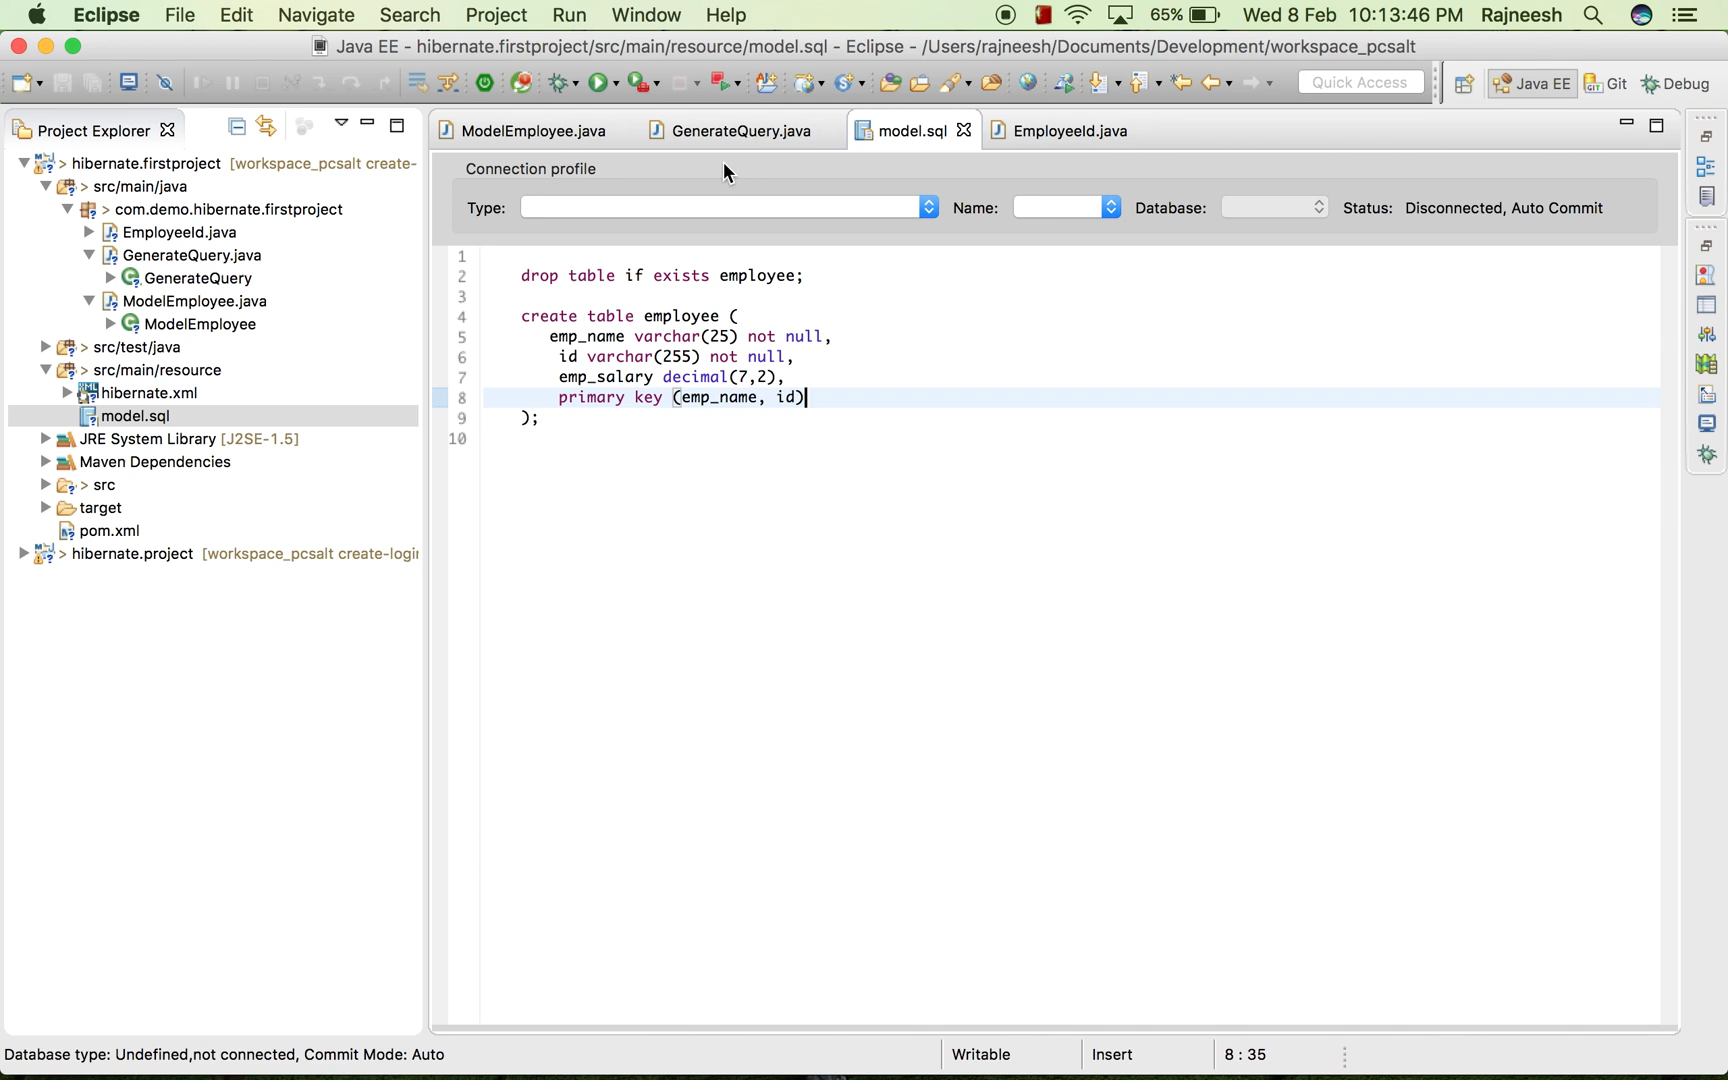 Eclipse File Edit Navigate Search Project Run Window Help 65% Wed 8 Feb 10:13:46 PM Rajneesh
Java EE - hibernate.firstproject/src/main/resource/model.sql - Eclipse - /Users/rajneesh/Documents/Development/workspace_pcsalt
Quick Access Java EE Git Debug
Project Explorer
ModelEmployee.java GenerateQuery.java model.sql EmployeeId.java
> hibernate.firstproject [workspace_pcsalt create-
> src/main/java
> com.demo.hibernate.firstproject
EmployeeId.java
GenerateQuery.java
GenerateQuery
ModelEmployee.java
ModelEmployee
> src/test/java
> src/main/resource
hibernate.xml
model.sql
JRE System Library [J2SE-1.5]
Maven Dependencies
> src
target
pom.xml
> hibernate.project [workspace_pcsalt create-logi
Connection profile
Type: Name: Database: Status: Disconnected, Auto Commit
1
2 drop table if exists employee;
3
4 create table employee (
5 emp_name varchar(25) not null,
6 id varchar(255) not null,
7 emp_salary decimal(7,2),
8 primary key (emp_name, id)
9 );
10
Database type: Undefined,not connected, Commit Mode: Auto Writable Insert 8 : 35